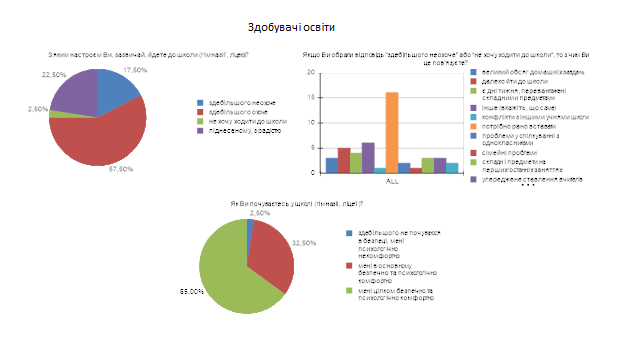 Здобувачі освіти
З яким настроєм Ви, зазвичай, йдете до школи (гімназії, ліцею)?
17,50%
22,50%
2,50%
57,50%
здебільшого неохоче
здебільшого охоче
не хочу ходити до школи
піднесеному, з радістю
Якщо Ви обрали відповідь "здебільшого неохоче" або "не хочу ходити до школи", то з чим Ви
це пов'язуєте?
20
15
10
5
0
ALL
великий обсяг домашніх завдань
далеко йти до школи
є дні тижня, перевантажені
складними предметами
інше (вкажіть, що саме)
конфлікти з іншими учнями школи
потрібно рано вставати
проблеми у спілкуванні з
однокласниками
сімейні проблеми
складні предмети на
перших/останніх заняттях
упереджене ставлення вчителів
...
Як Ви почуваєтесь у школі (гімназії, ліцеї)?
2,50%
32,50%
65,00%
здебільшого не почуваюся
в безпеці, мені
психологічно
некомфортно
мені в основному
безпечно та психологічно
комфортно
мені цілком безпечно та
психологічно комфортно